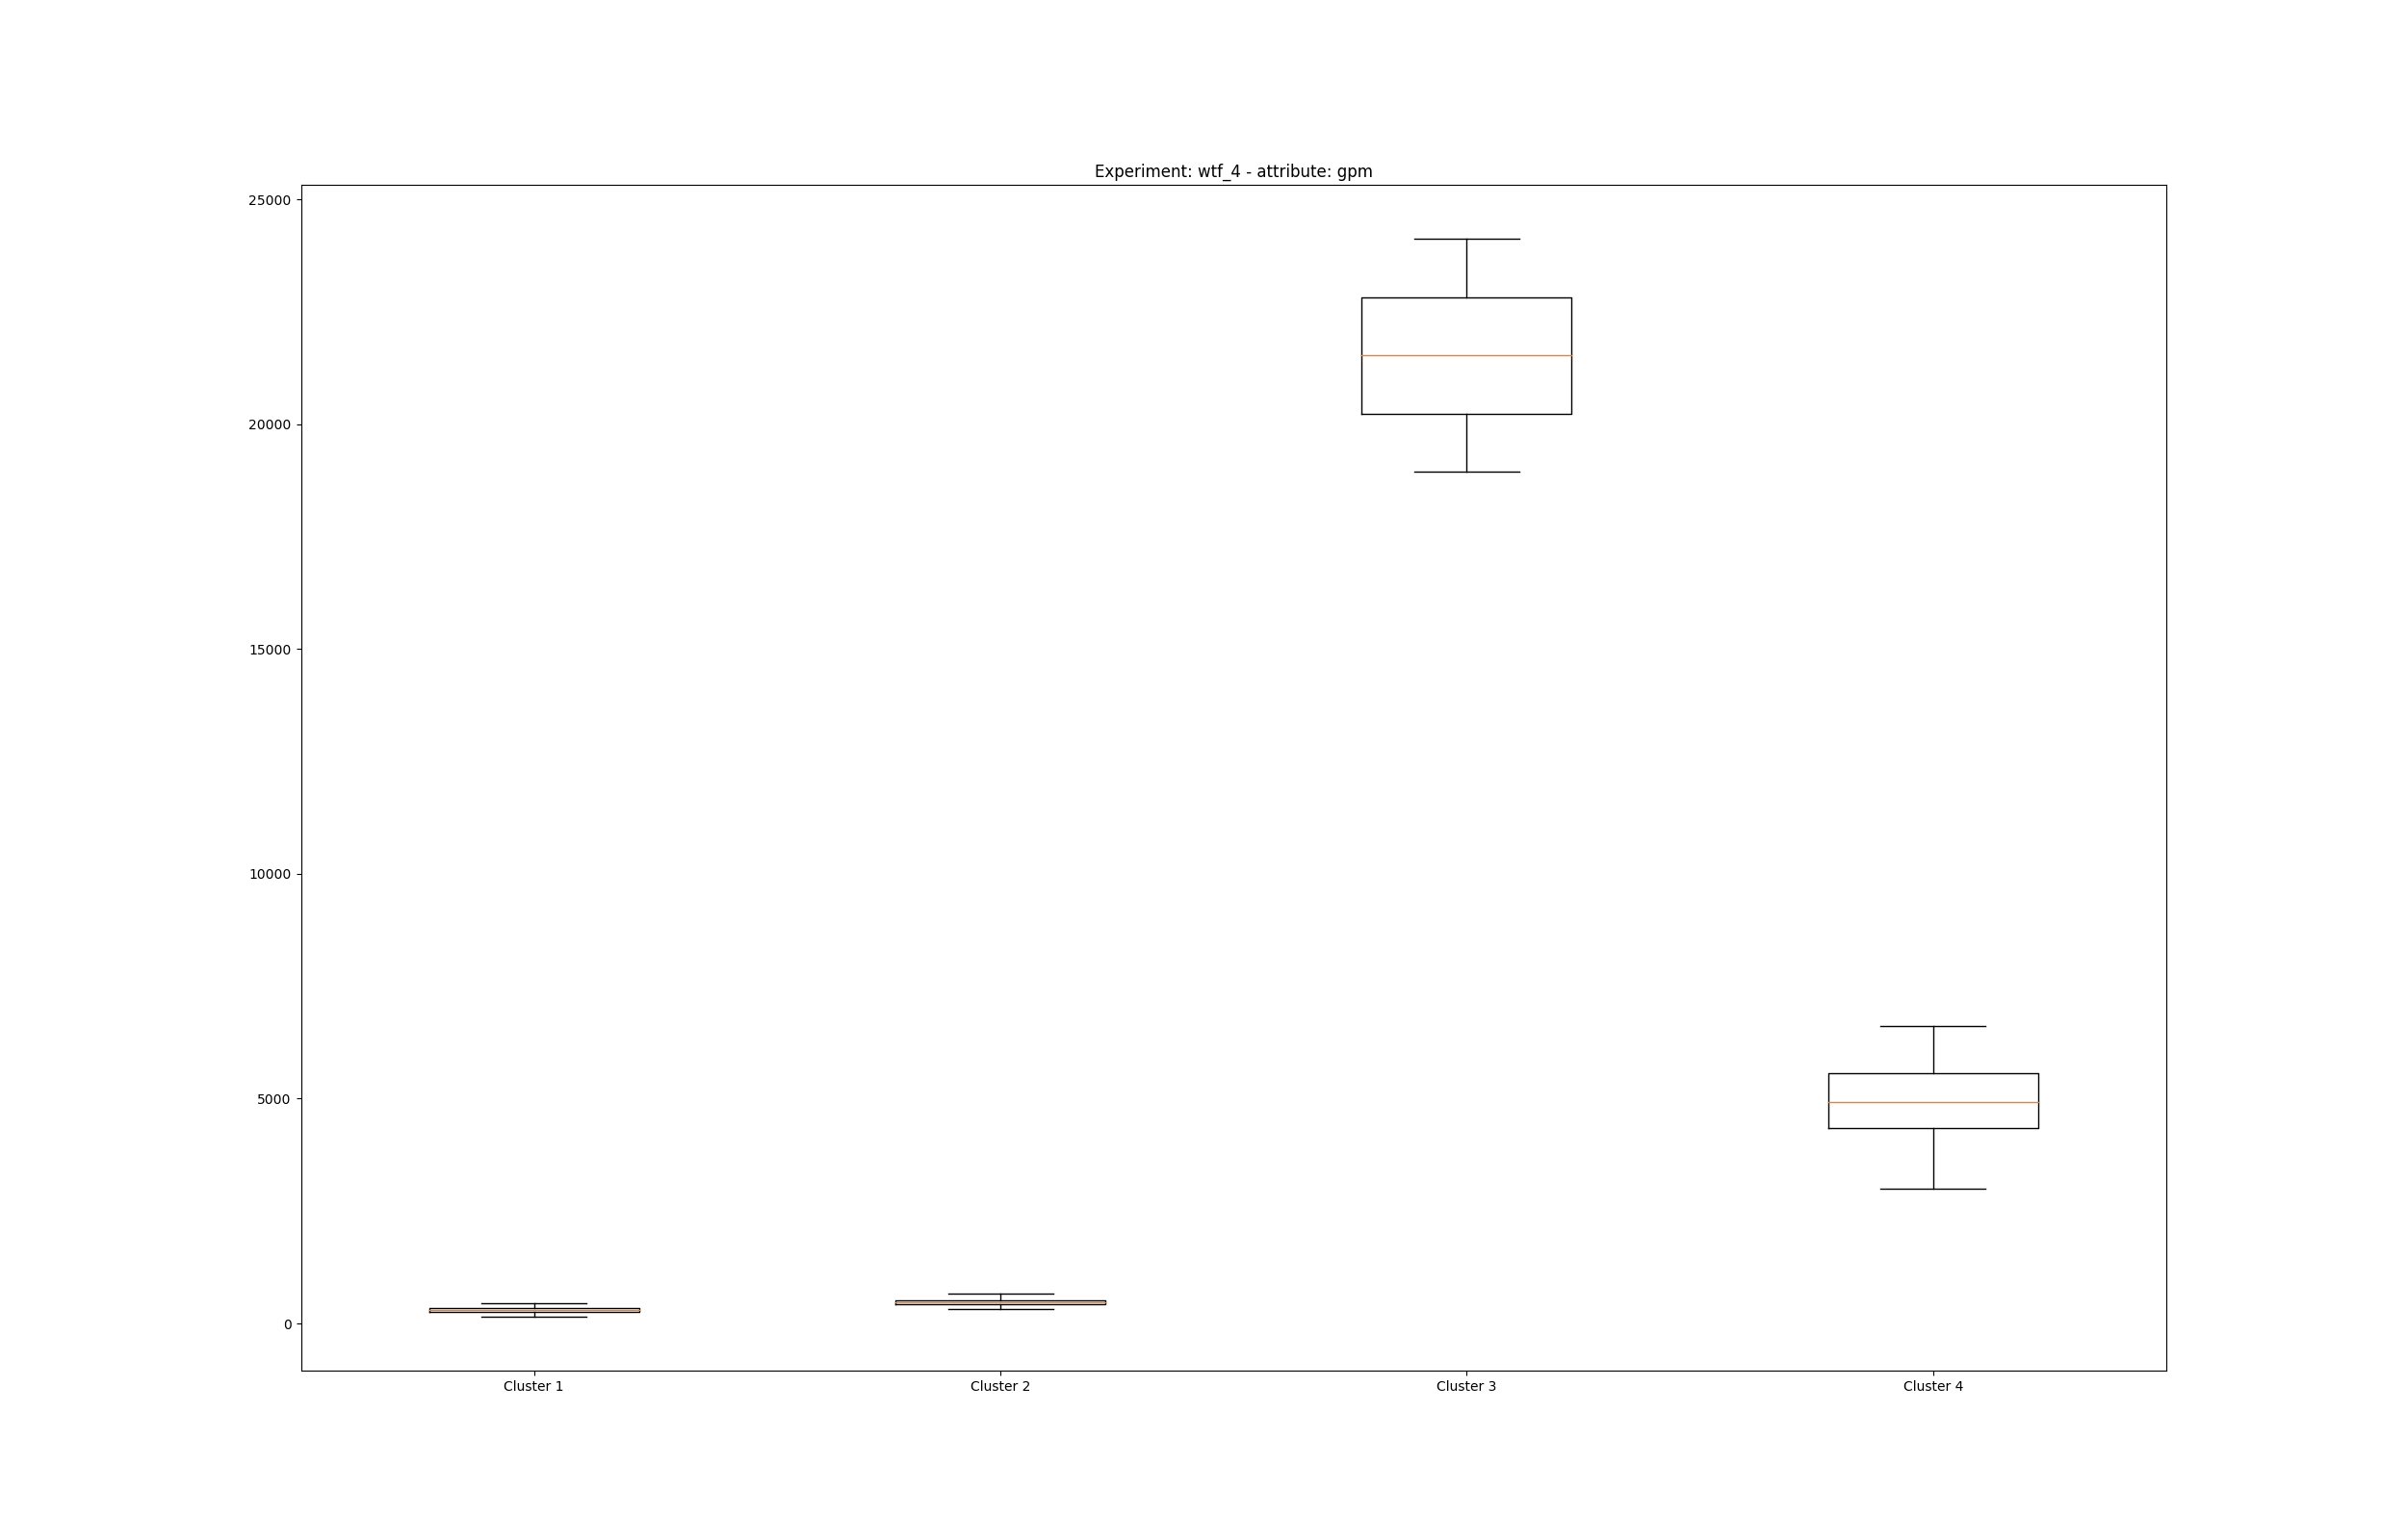 Experiment: wtf_4 - attribute: gpm
25000
20000
15000
10000
5000
0
Cluster 1
Cluster 2
Cluster 3
Cluster 4